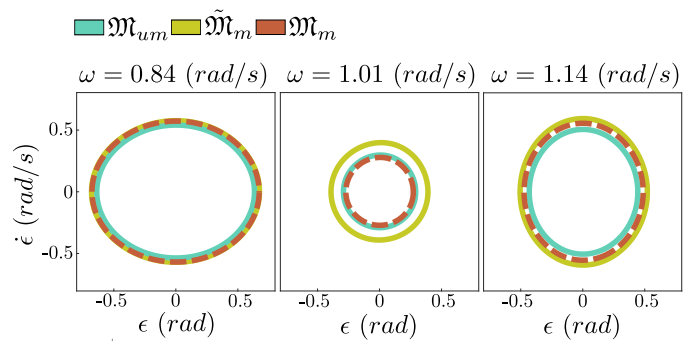 𝔐um 𝔐̃m 𝔐m
ω = 0.84 (rad/s) ω = 1.01 (rad/s) ω = 1.14 (rad/s)
ϵ̇ (rad/s)
0.5
0
-0.5
-0.5 0 0.5 -0.5 0 0.5 -0.5 0 0.5
ϵ (rad) ϵ (rad) ϵ (rad)